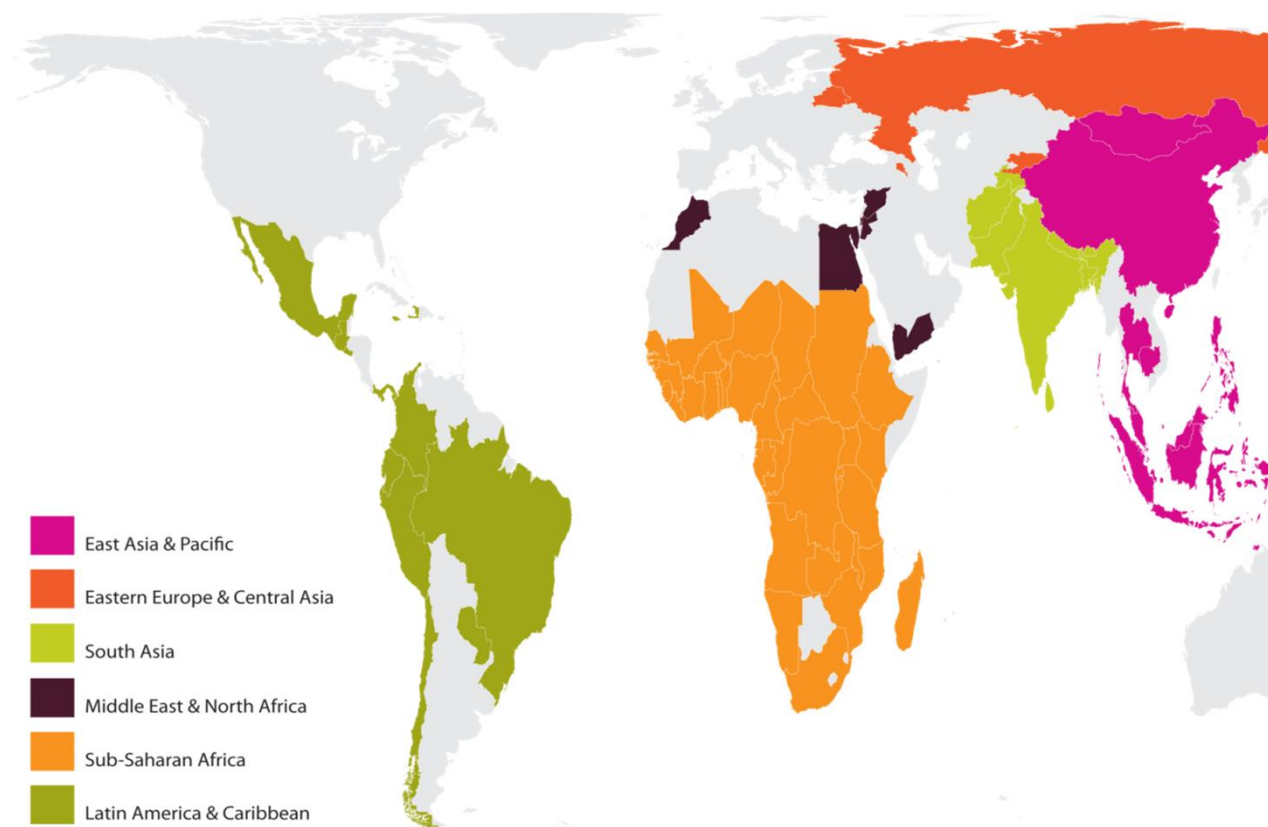 East Asia & Pacific
Eastern Europe & Central Asia
South Asia
Middle East & North Africa
Sub-Saharan Africa
Latin America & Caribbean